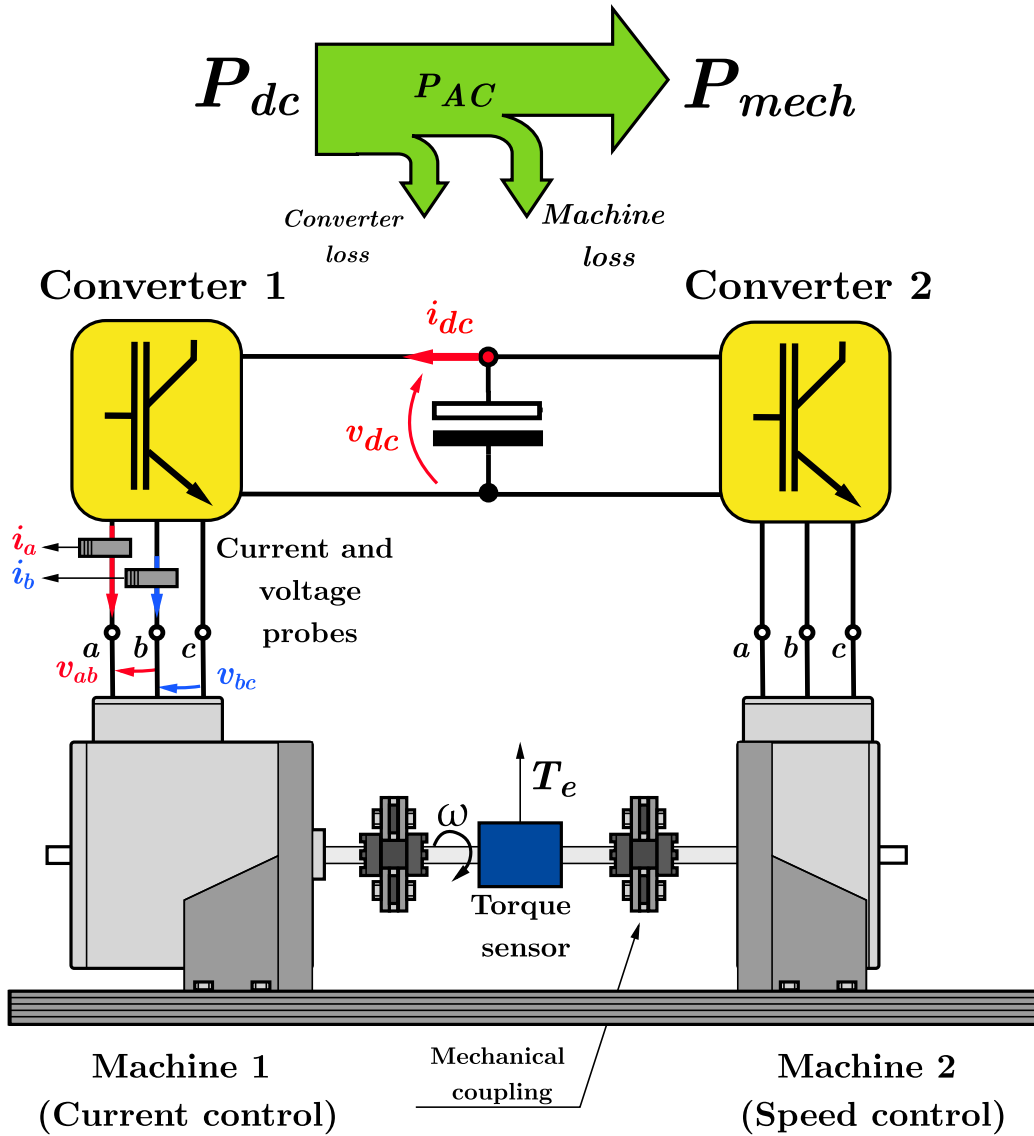 P_dc P_AC P_mech
Converter loss
Machine loss
Converter 1
Converter 2
i_dc
v_dc
i_a
i_b
Current and
voltage
probes
a b c
v_ab
v_bc
a b c
T_e
ω
Torque
sensor
Mechanical
coupling
Machine 1
(Current control)
Machine 2
(Speed control)